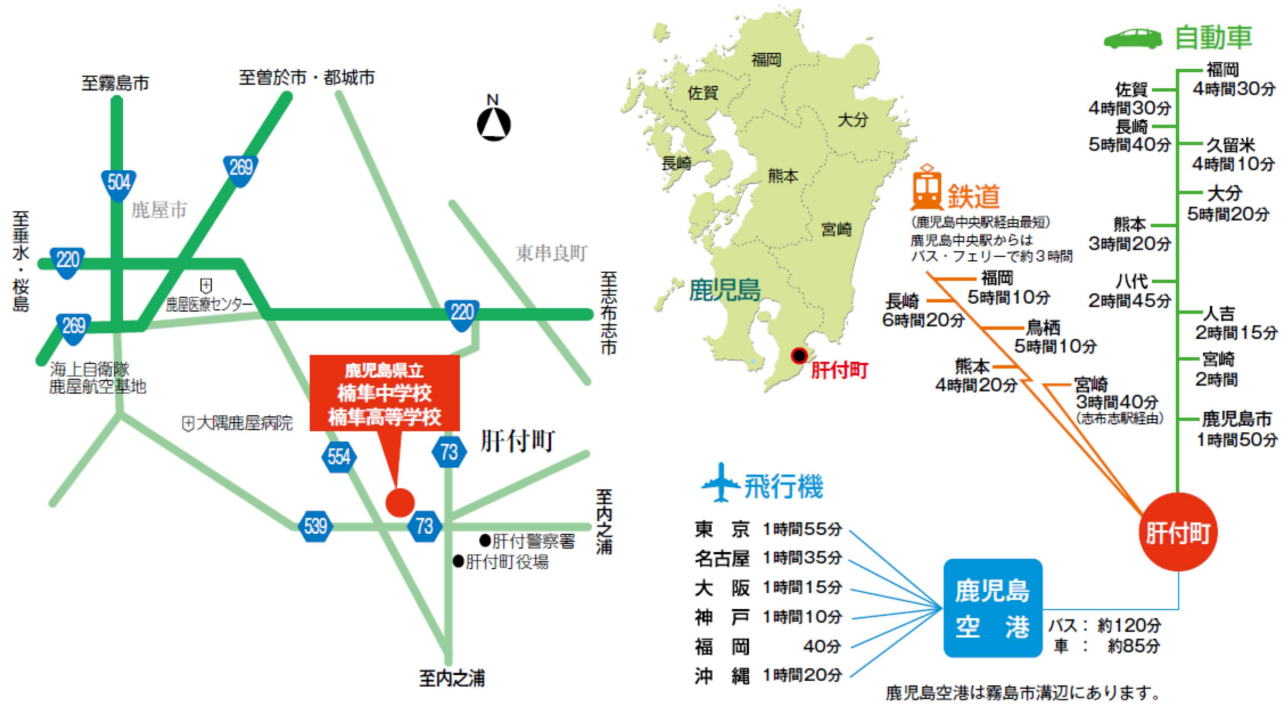 至霧島市
至曽於市・都城市
N
504
269
鹿屋市
至垂水・桜島
220
東串良町
鹿屋医療センター
至志布志市
269
220
海上自衛隊
鹿屋航空基地
鹿児島県立
楠隼中学校
楠隼高等学校
大隅鹿屋病院
554
73
肝付町
至内之浦
539
73
肝付警察署
肝付町役場
至内之浦
福岡
佐賀
大分
長崎
熊本
宮崎
鹿児島
肝付町
自動車
福岡
4時間30分
佐賀
4時間30分
長崎
5時間40分
久留米
4時間10分
大分
5時間20分
熊本
3時間20分
八代
2時間45分
人吉
2時間15分
宮崎
2時間
鹿児島市
1時間50分
鉄道
(鹿児島中央駅経由最短)
鹿児島中央駅からは
バス・フェリーで約3時間
福岡
5時間10分
長崎
6時間20分
鳥栖
5時間10分
熊本
4時間20分
宮崎
3時間40分
(志布志駅経由)
肝付町
飛行機
東 京 1時間55分
名古屋 1時間35分
大 阪 1時間15分
神 戸 1時間10分
福 岡 40分
沖 縄 1時間20分
鹿児島
空 港
バス： 約120分
車 ： 約85分
鹿児島空港は霧島市溝辺にあります。